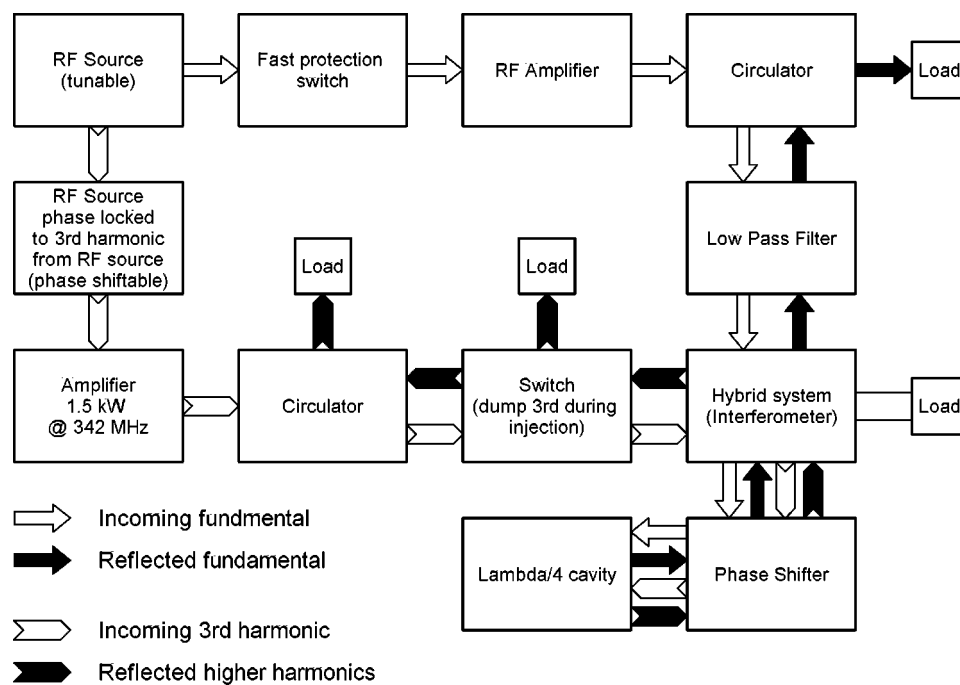 RF Source
(tunable)
Fast protection
switch
RF Amplifier
Circulator
Load
RF Source
phase locked
to 3rd harmonic
from RF source
(phase shiftable)
Load
Load
Low Pass Filter
Amplifier
1.5 kW
@ 342 MHz
Circulator
Switch
(dump 3rd during
injection)
Hybrid system
(Interferometer)
Load
Incoming fundmental
Reflected fundamental
Lambda/4 cavity
Phase Shifter
Incoming 3rd harmonic
Reflected higher harmonics